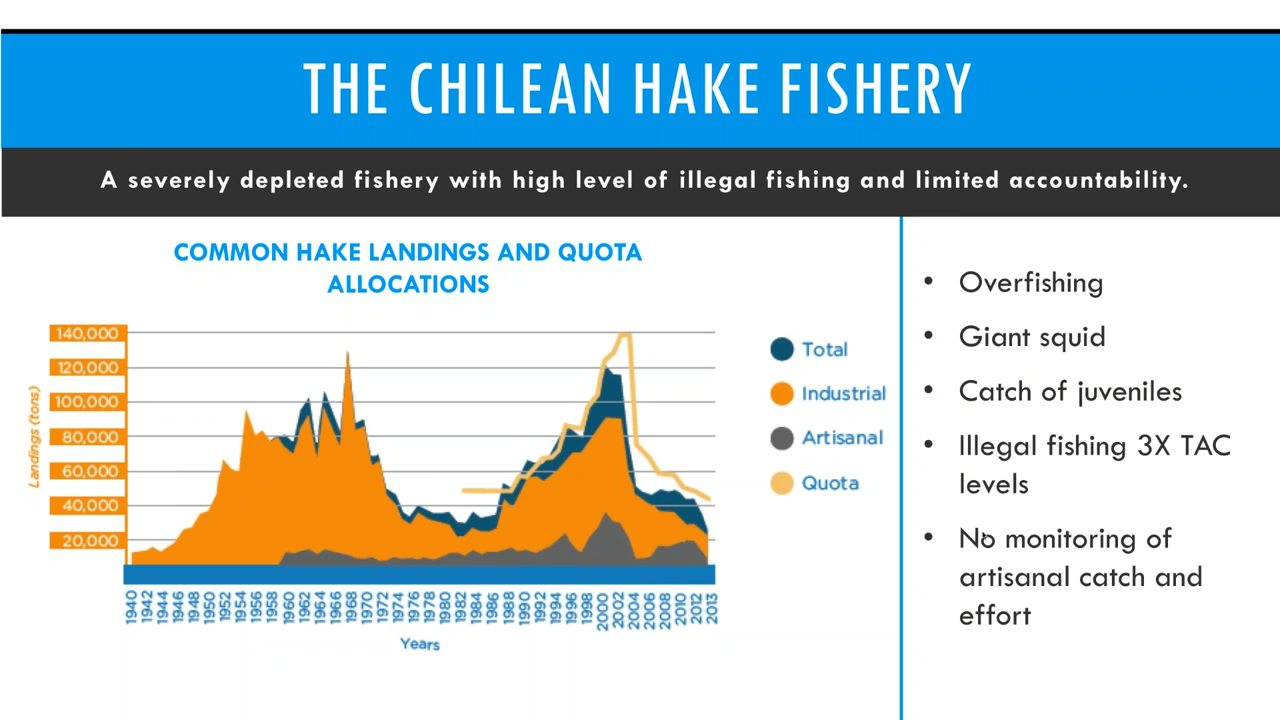 THE CHILEAN HAKE FISHERY
A severely depleted fishery with high level of illegal fishing and limited accountability.
COMMON HAKE LANDINGS AND QUOTA
ALLOCATIONS
Landings (tons)
140,000
120,000
100,000
80,000
60,000
40,000
20,000
1940 1942 1944 1946 1948 1950 1952 1954 1956 1958 1960 1962 1964 1966 1968 1970 1972 1974 1976 1978 1980 1982 1984 1986 1988 1990 1992 1994 1996 1998 2000 2002 2004 2006 2008 2010 2012 2013
Years
Total
Industrial
Artisanal
Quota
• Overfishing
• Giant squid
• Catch of juveniles
• Illegal fishing 3X TAC
levels
• No monitoring of
artisanal catch and
effort